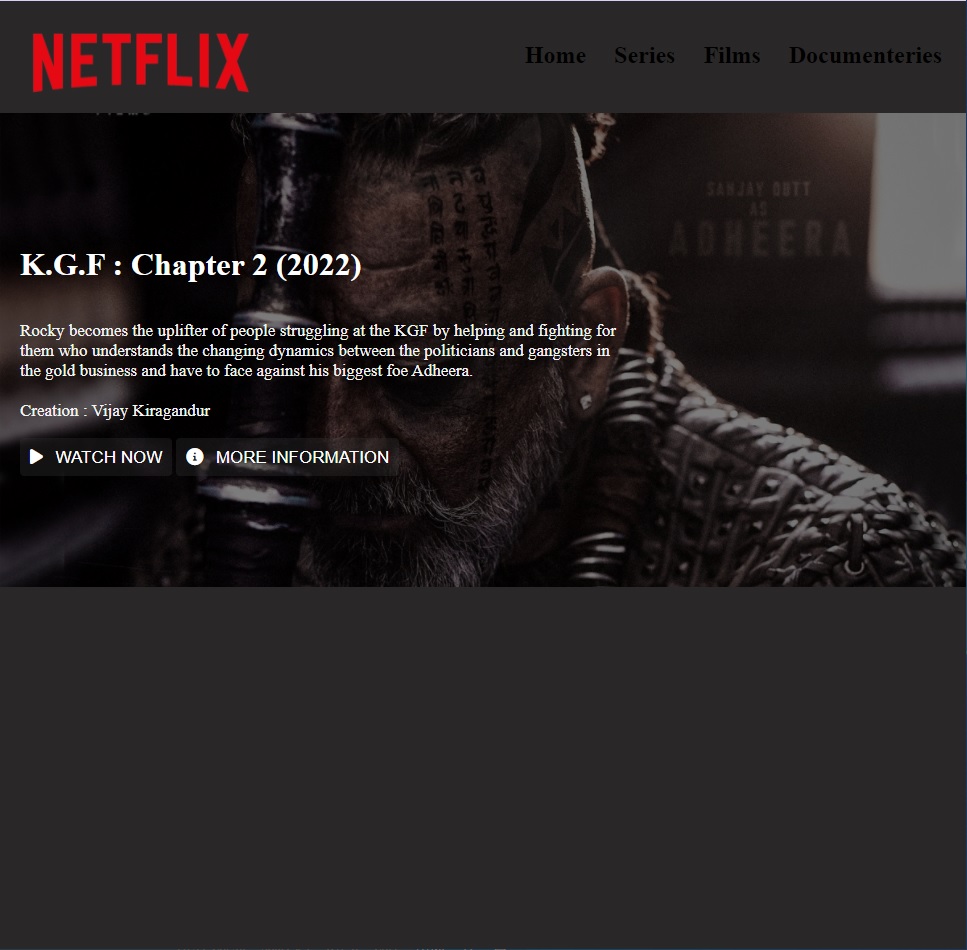 NETFLIX
Home Series Films Documenteries
SANJAY DUTT
AS
ADHEERA
K.G.F : Chapter 2 (2022)
Rocky becomes the uplifter of people struggling at the KGF by helping and fighting for
them who understands the changing dynamics between the politicians and gangsters in
the gold business and have to face against his biggest foe Adheera.
Creation : Vijay Kiragandur
WATCH NOW MORE INFORMATION